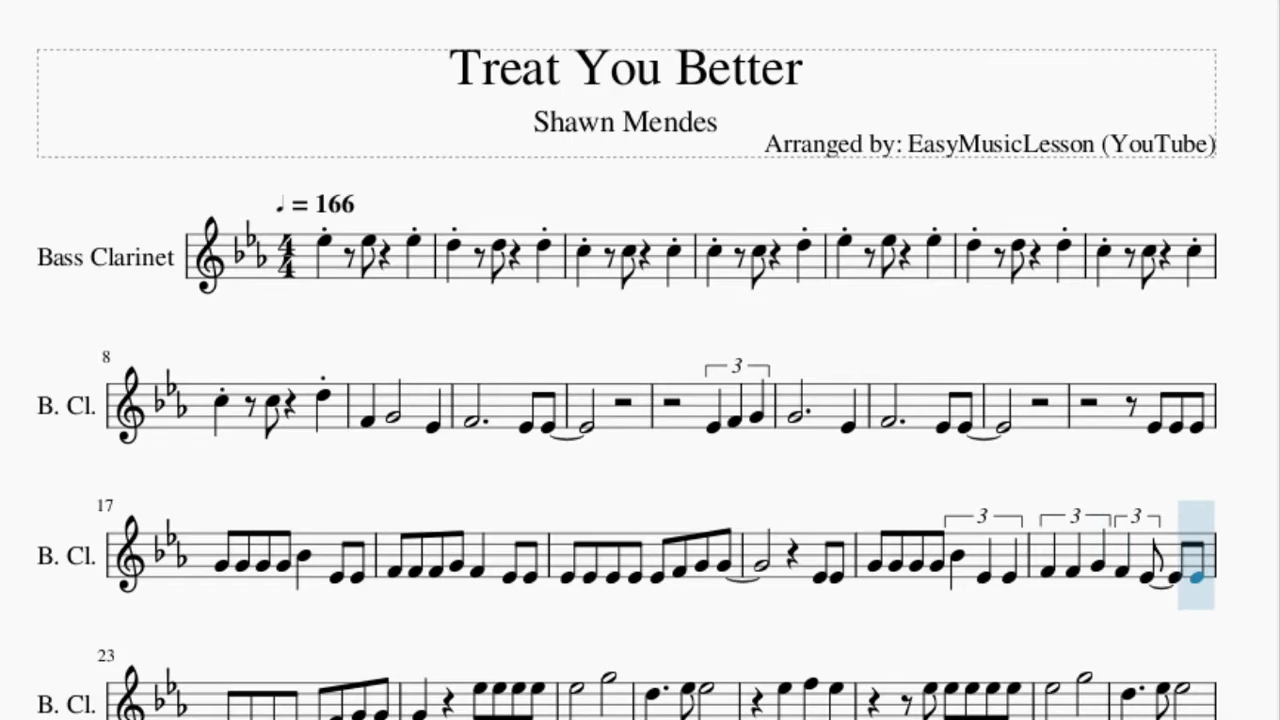 Treat You Better
Shawn Mendes
Arranged by: EasyMusicLesson (YouTube)
♩ = 166
Bass Clarinet
4
4
8
3
B. Cl.
17
3
3
3
B. Cl.
23
B. Cl.